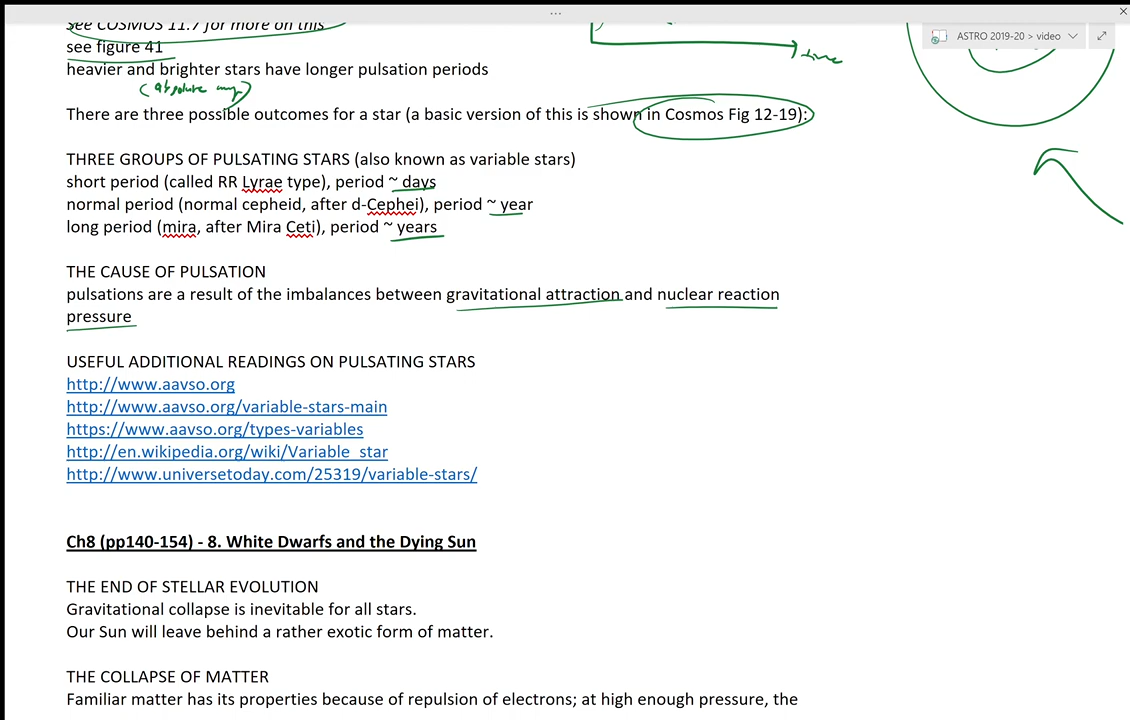 see COSMOS 11.7 for more on this
time
ASTRO 2019-20 > video
see figure 41
heavier and brighter stars have longer pulsation periods
(absolute mag)
There are three possible outcomes for a star (a basic version of this is shown in Cosmos Fig 12-19):
THREE GROUPS OF PULSATING STARS (also known as variable stars)
short period (called RR Lyrae type), period ~ days
normal period (normal cepheid, after d-Cephei), period ~ year
long period (mira, after Mira Ceti), period ~ years
THE CAUSE OF PULSATION
pulsations are a result of the imbalances between gravitational attraction and nuclear reaction
pressure
USEFUL ADDITIONAL READINGS ON PULSATING STARS
http://www.aavso.org
http://www.aavso.org/variable-stars-main
https://www.aavso.org/types-variables
http://en.wikipedia.org/wiki/Variable_star
http://www.universetoday.com/25319/variable-stars/
Ch8 (pp140-154) - 8. White Dwarfs and the Dying Sun
THE END OF STELLAR EVOLUTION
Gravitational collapse is inevitable for all stars.
Our Sun will leave behind a rather exotic form of matter.
THE COLLAPSE OF MATTER
Familiar matter has its properties because of repulsion of electrons; at high enough pressure, the